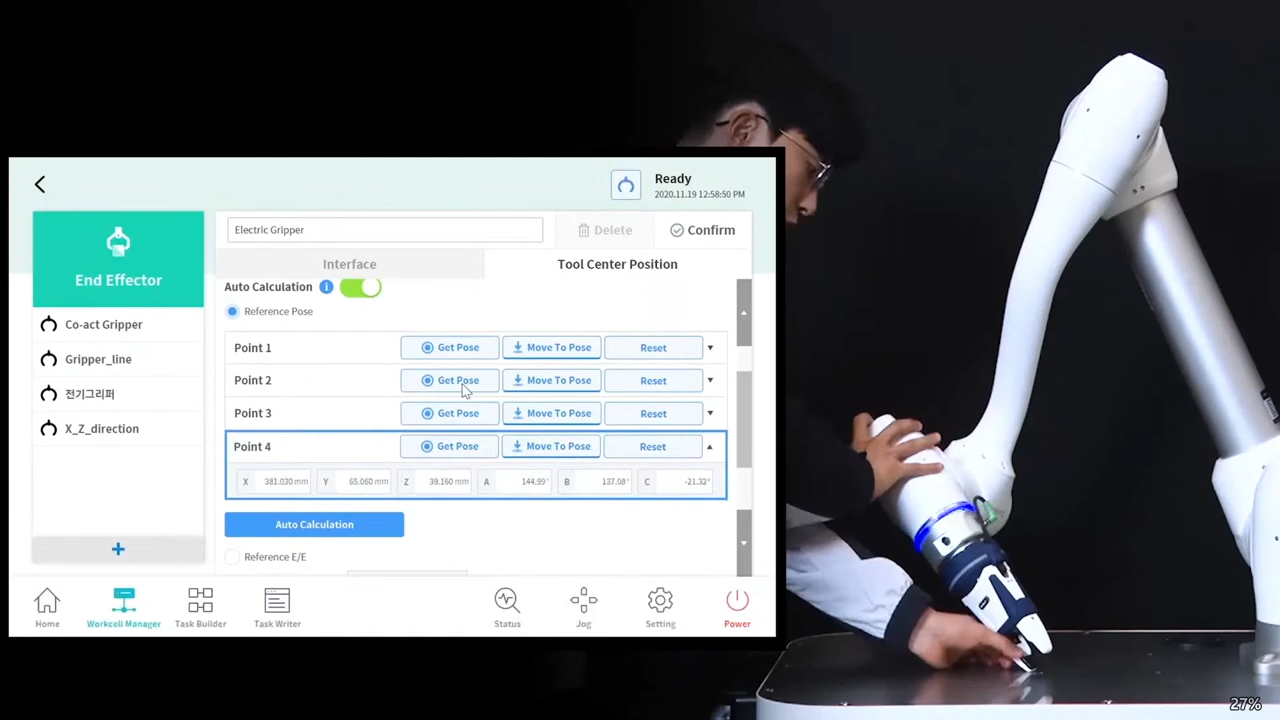 Ready
2020.11.19 12:58:50 PM
End Effector
Co-act Gripper
Gripper_line
전기그리퍼
X_Z_direction
+
Electric Gripper
Delete
Confirm
Interface
Tool Center Position
Auto Calculation i
Reference Pose
Point 1 Get Pose Move To Pose Reset
Point 2 Get Pose Move To Pose Reset
Point 3 Get Pose Move To Pose Reset
Point 4 Get Pose Move To Pose Reset
X 381.030 mm Y 65.060 mm Z 39.160 mm A 144.99° B 137.08° C -21.32°
Auto Calculation
Reference E/E
Home Workcell Manager Task Builder Task Writer Status Jog Setting Power
27%